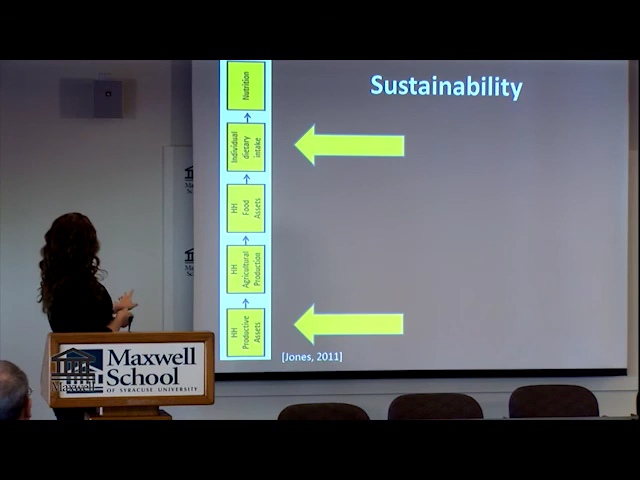 Sustainability
Nutrition
Individual
dietary
intake
HH
Food
Assets
HH
Agricultural
Production
HH
Productive
Assets
[Jones, 2011]
Maxwell
School
OF SYRACUSE UNIVERSITY
Maxwell